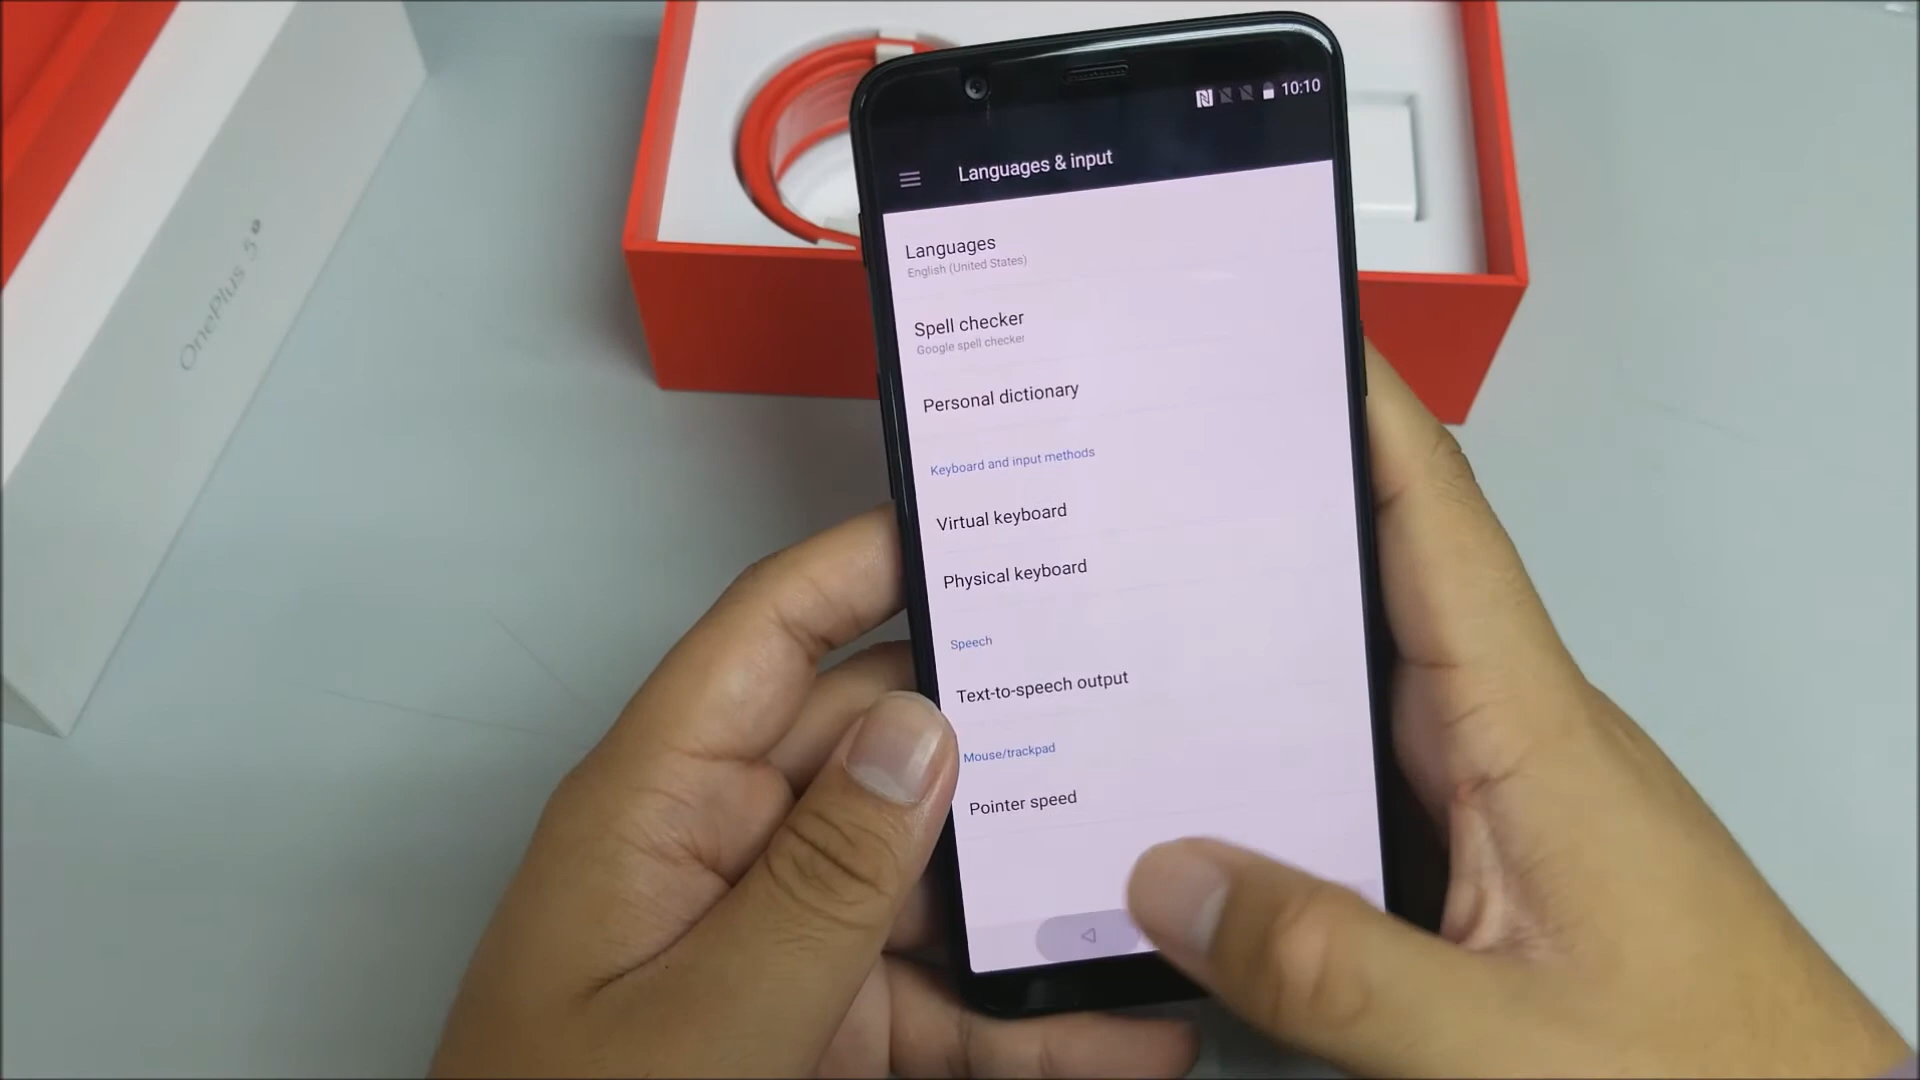 OnePlus 5T
10:10
Languages & input
Languages
English (United States)
Spell checker
Google spell checker
Personal dictionary
Keyboard and input methods
Virtual keyboard
Physical keyboard
Speech
Text-to-speech output
Mouse/trackpad
Pointer speed